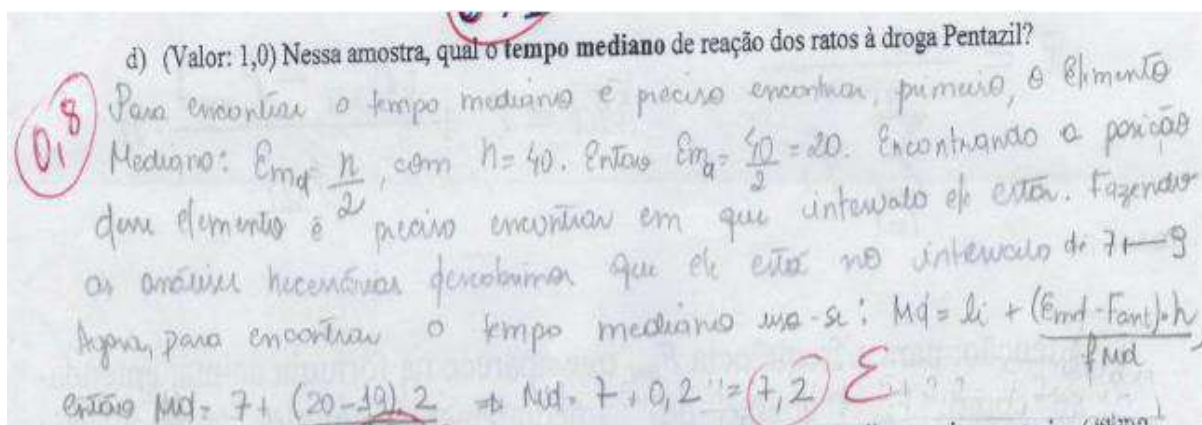 d) (Valor: 1,0) Nessa amostra, qual o tempo mediano de reação dos ratos à droga Pentazil?
0,8
Para encontrar o tempo mediano é preciso encontrar, primeiro, o Elemento
Mediano: Emd = n/2, com n = 40. Então Emd = 40/2 = 20. Encontrando a posição
desse elemento é preciso encontrar em que intervalo ele está. Fazendo
as análises necessárias descobrimos que ele está no intervalo de 7 ⊢ 9
Agora, para encontrar o tempo mediano usa-se: Md = li + (Emd - Fant)·h / fMd,
então Md = 7 + (20-19).2 ⇒ Md = 7 + 0,2 = 7,2